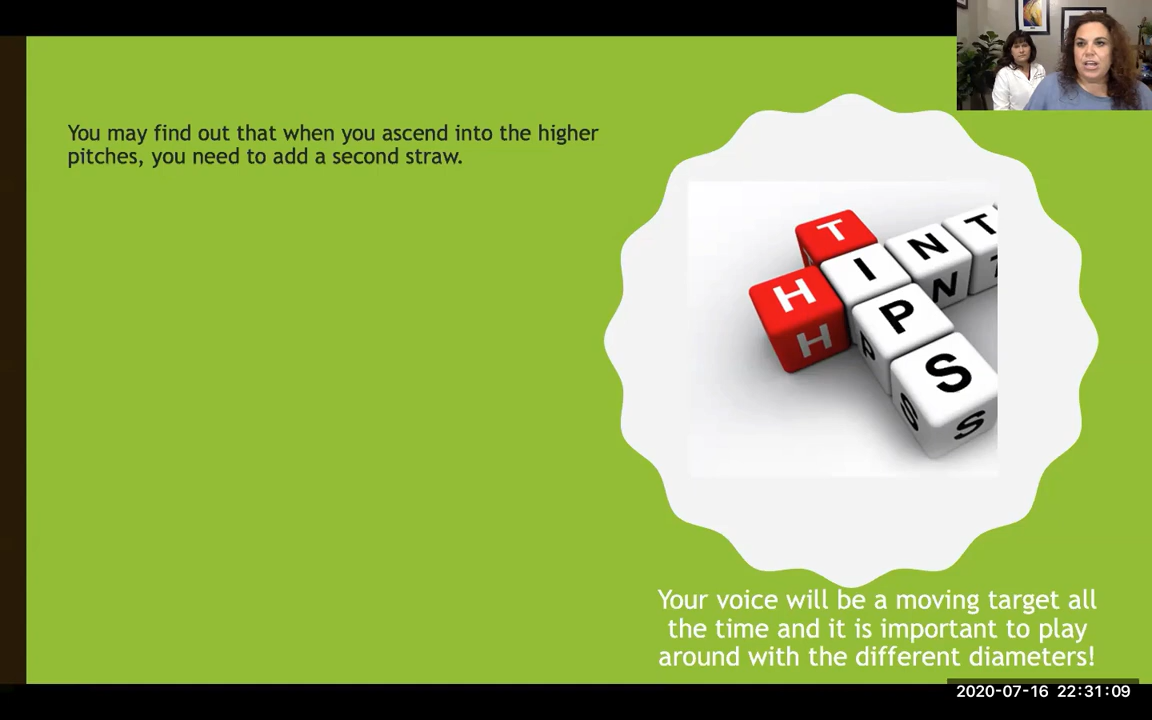 You may find out that when you ascend into the higher
pitches, you need to add a second straw.
T
H I N T
H P N
P S
S S
Your voice will be a moving target all
the time and it is important to play
around with the different diameters!
2020-07-16 22:31:09